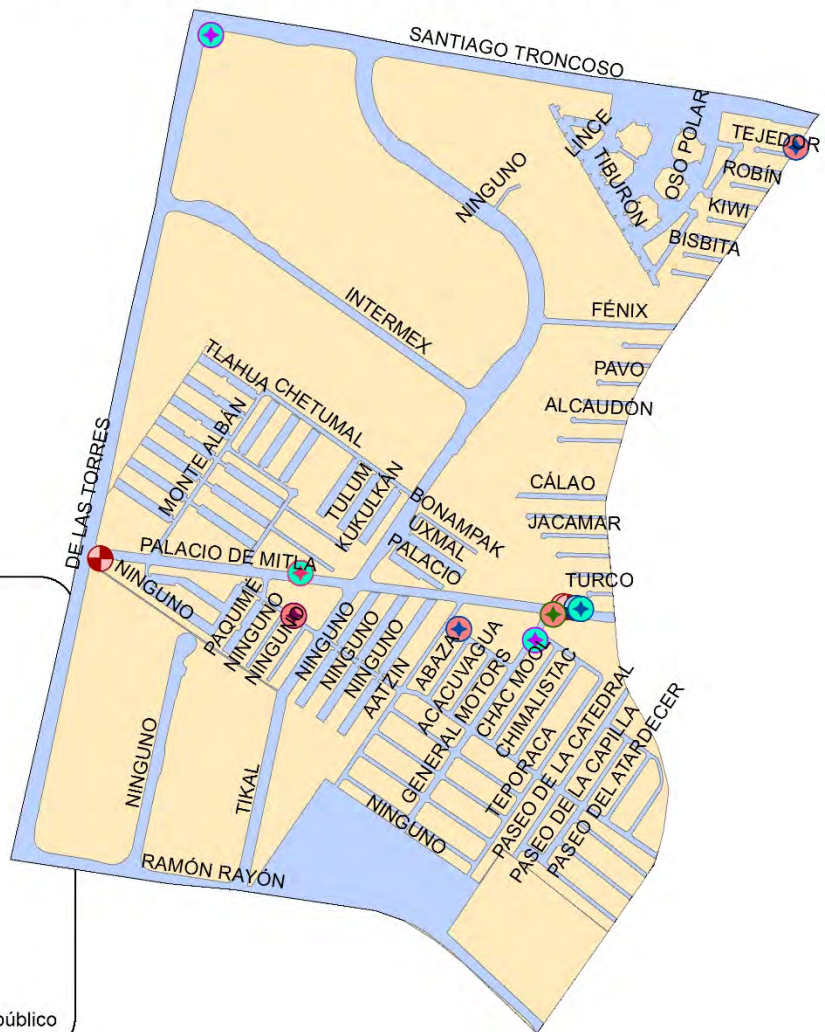 SANTIAGO TRONCOSO
LINCE
TIBURÓN
OSO POLAR
TEJEDOR
ROBÍN
KIWI
BISBITA
NINGUNO
FÉNIX
INTERMEX
PAVO
ALCAUDÓN
TLAHUA
CHETUMAL
MONTE ALBÁN
TULUM
KUKULKÁN
BONAMPAK
UXMAL
PALACIO
CÁLAO
JACAMAR
TURCO
DE LAS TORRES
PALACIO DE MITLA
NINGUNO
PAQUIMÉ
NINGUNO
NINGUNO
NINGUNO
NINGUNO
NINGUNO
AATZIN
ABAZA
ACACUVAGUA
GENERAL MOTORS
CHAC MOOL
CHIMALISTAC
TEPORACA
PASEO DE LA CATEDRAL
PASEO DE LA CAPILLA
PASEO DEL ATARDECER
NINGUNO
NINGUNO
TIKAL
RAMÓN RAYÓN
público